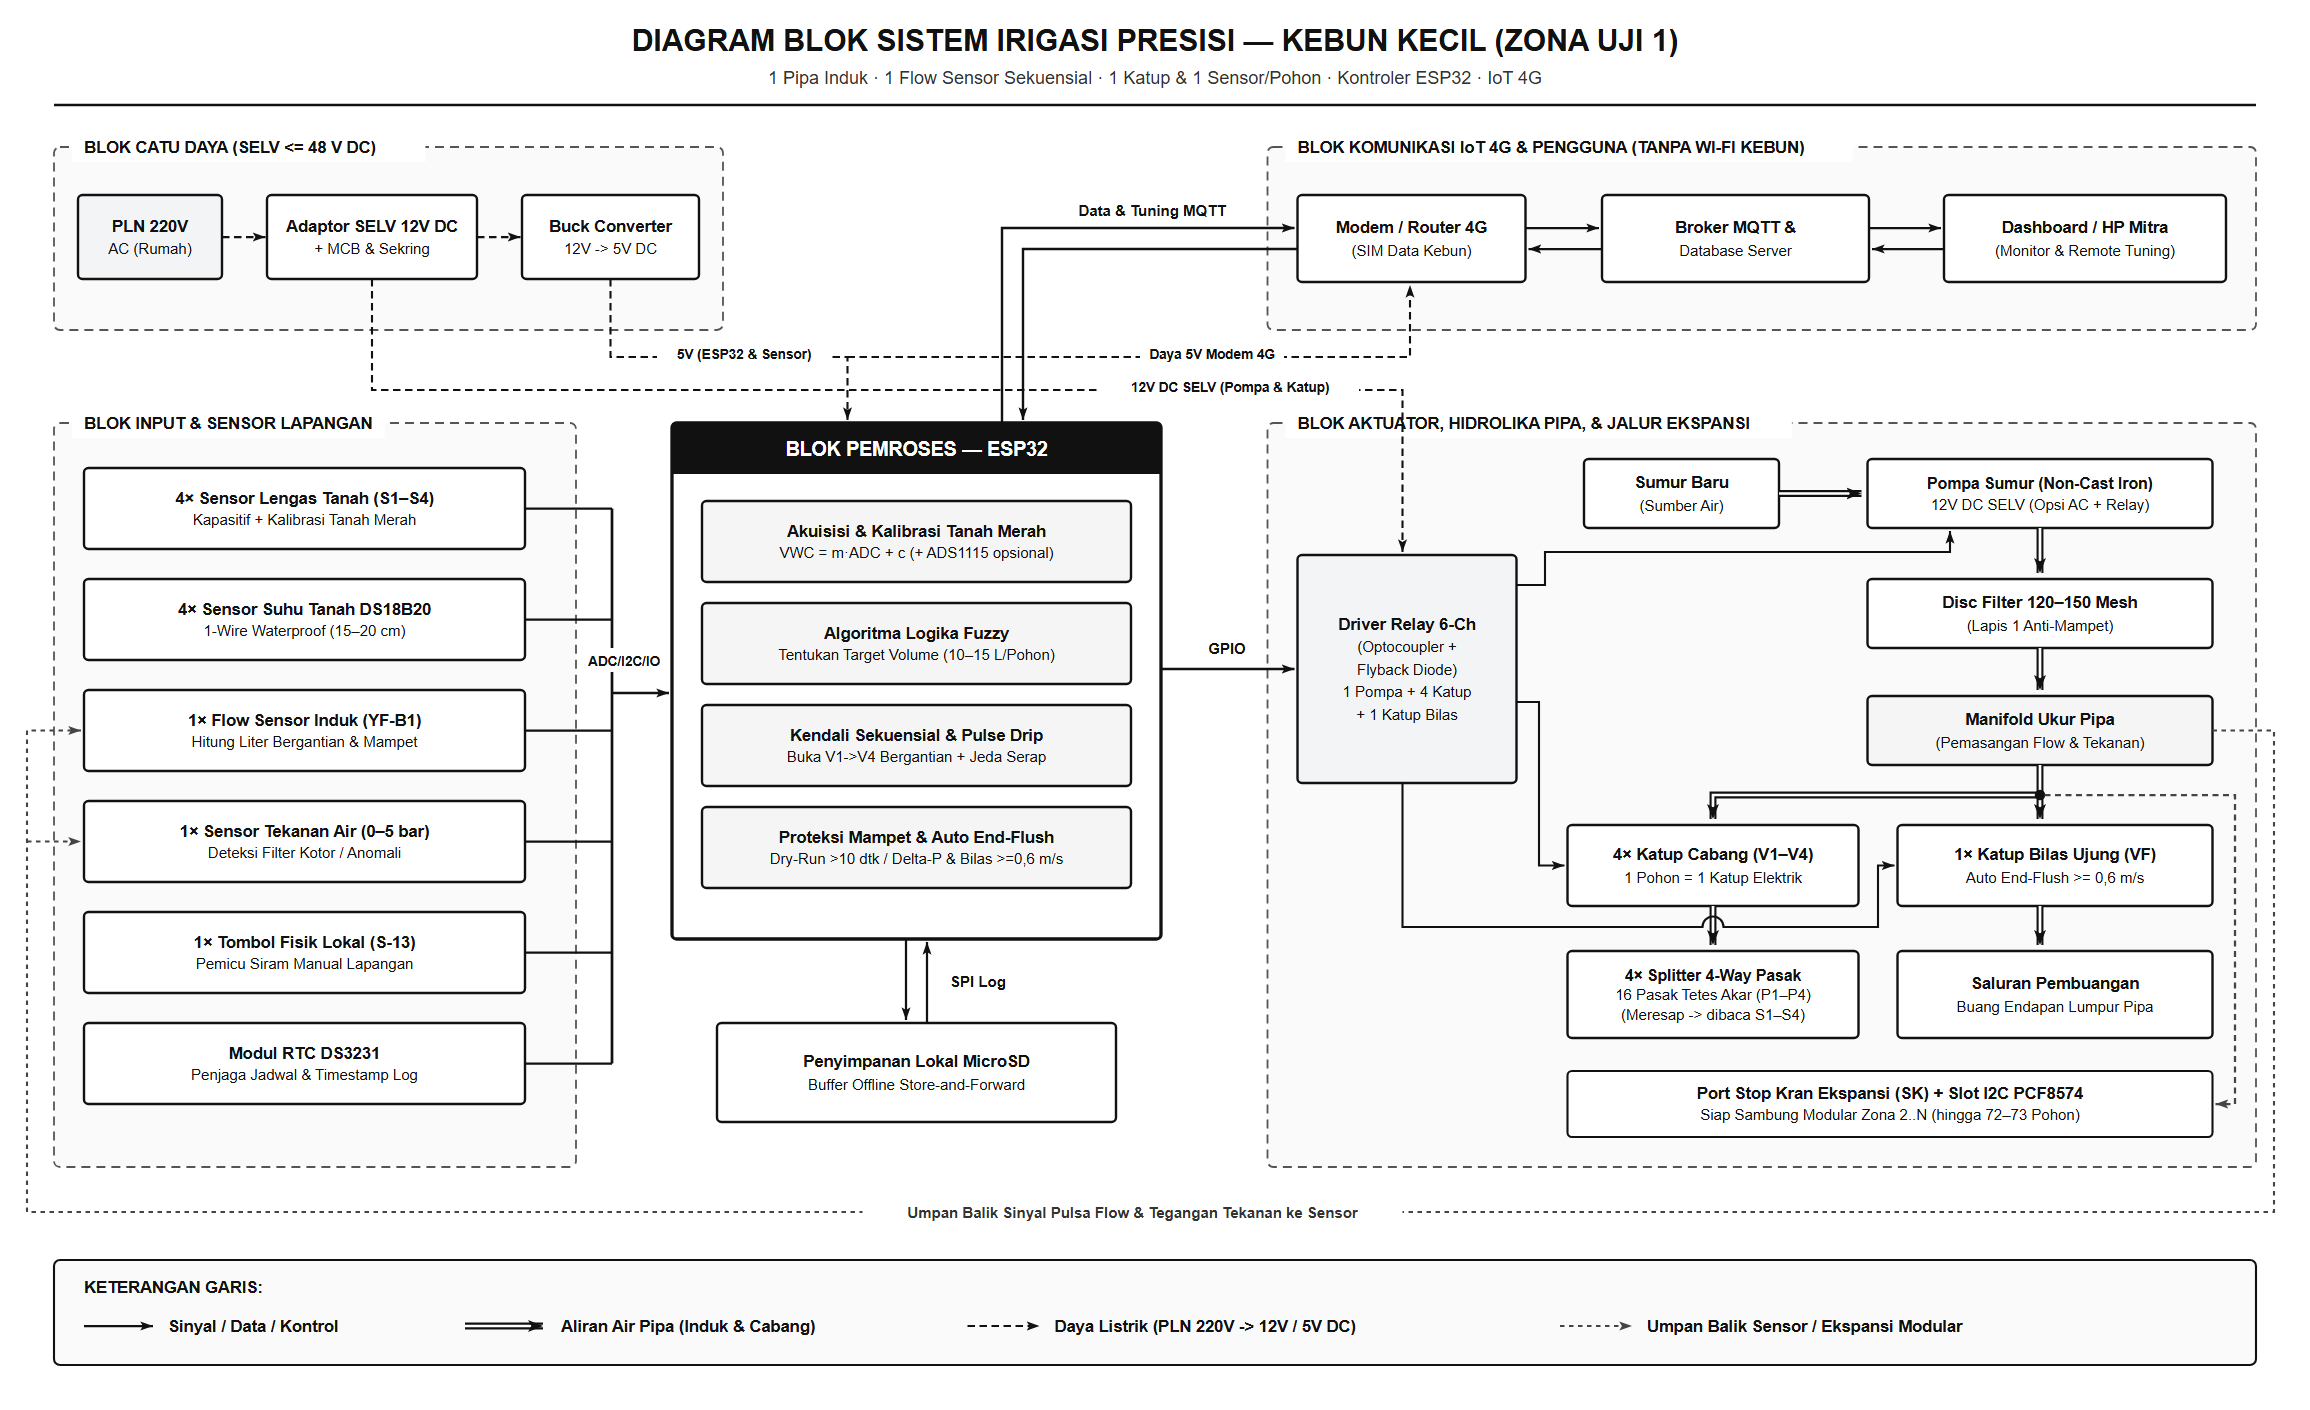 DIAGRAM BLOK SISTEM IRIGASI PRESISI — KEBUN KECIL (ZONA UJI 1)
1 Pipa Induk · 1 Flow Sensor Sekuensial · 1 Katup & 1 Sensor/Pohon · Kontroler ESP32 · IoT 4G
BLOK CATU DAYA (SELV <= 48 V DC)
PLN 220V
AC (Rumah)
Adaptor SELV 12V DC
+ MCB & Sekring
Buck Converter
12V -> 5V DC
BLOK KOMUNIKASI IoT 4G & PENGGUNA (TANPA WI-FI KEBUN)
Data & Tuning MQTT
Modem / Router 4G
(SIM Data Kebun)
Broker MQTT &
Database Server
Dashboard / HP Mitra
(Monitor & Remote Tuning)
5V (ESP32 & Sensor)
Daya 5V Modem 4G
12V DC SELV (Pompa & Katup)
BLOK INPUT & SENSOR LAPANGAN
4× Sensor Lengas Tanah (S1–S4)
Kapasitif + Kalibrasi Tanah Merah
4× Sensor Suhu Tanah DS18B20
1-Wire Waterproof (15–20 cm)
1× Flow Sensor Induk (YF-B1)
Hitung Liter Bergantian & Mampet
1× Sensor Tekanan Air (0–5 bar)
Deteksi Filter Kotor / Anomali
1× Tombol Fisik Lokal (S-13)
Pemicu Siram Manual Lapangan
Modul RTC DS3231
Penjaga Jadwal & Timestamp Log
ADC/I2C/IO
BLOK PEMROSES — ESP32
Akuisisi & Kalibrasi Tanah Merah
VWC = m·ADC + c (+ ADS1115 opsional)
Algoritma Logika Fuzzy
Tentukan Target Volume (10–15 L/Pohon)
Kendali Sekuensial & Pulse Drip
Buka V1->V4 Bergantian + Jeda Serap
Proteksi Mampet & Auto End-Flush
Dry-Run >10 dtk / Delta-P & Bilas >=0,6 m/s
SPI Log
Penyimpanan Lokal MicroSD
Buffer Offline Store-and-Forward
GPIO
BLOK AKTUATOR, HIDROLIKA PIPA, & JALUR EKSPANSI
Sumur Baru
(Sumber Air)
Pompa Sumur (Non-Cast Iron)
12V DC SELV (Opsi AC + Relay)
Driver Relay 6-Ch
(Optocoupler +
Flyback Diode)
1 Pompa + 4 Katup
+ 1 Katup Bilas
Disc Filter 120–150 Mesh
(Lapis 1 Anti-Mampet)
Manifold Ukur Pipa
(Pemasangan Flow & Tekanan)
4× Katup Cabang (V1–V4)
1 Pohon = 1 Katup Elektrik
1× Katup Bilas Ujung (VF)
Auto End-Flush >= 0,6 m/s
4× Splitter 4-Way Pasak
16 Pasak Tetes Akar (P1–P4)
(Meresap -> dibaca S1–S4)
Saluran Pembuangan
Buang Endapan Lumpur Pipa
Port Stop Kran Ekspansi (SK) + Slot I2C PCF8574
Siap Sambung Modular Zona 2..N (hingga 72–73 Pohon)
Umpan Balik Sinyal Pulsa Flow & Tegangan Tekanan ke Sensor
KETERANGAN GARIS:
Sinyal / Data / Kontrol
Aliran Air Pipa (Induk & Cabang)
Daya Listrik (PLN 220V -> 12V / 5V DC)
Umpan Balik Sensor / Ekspansi Modular